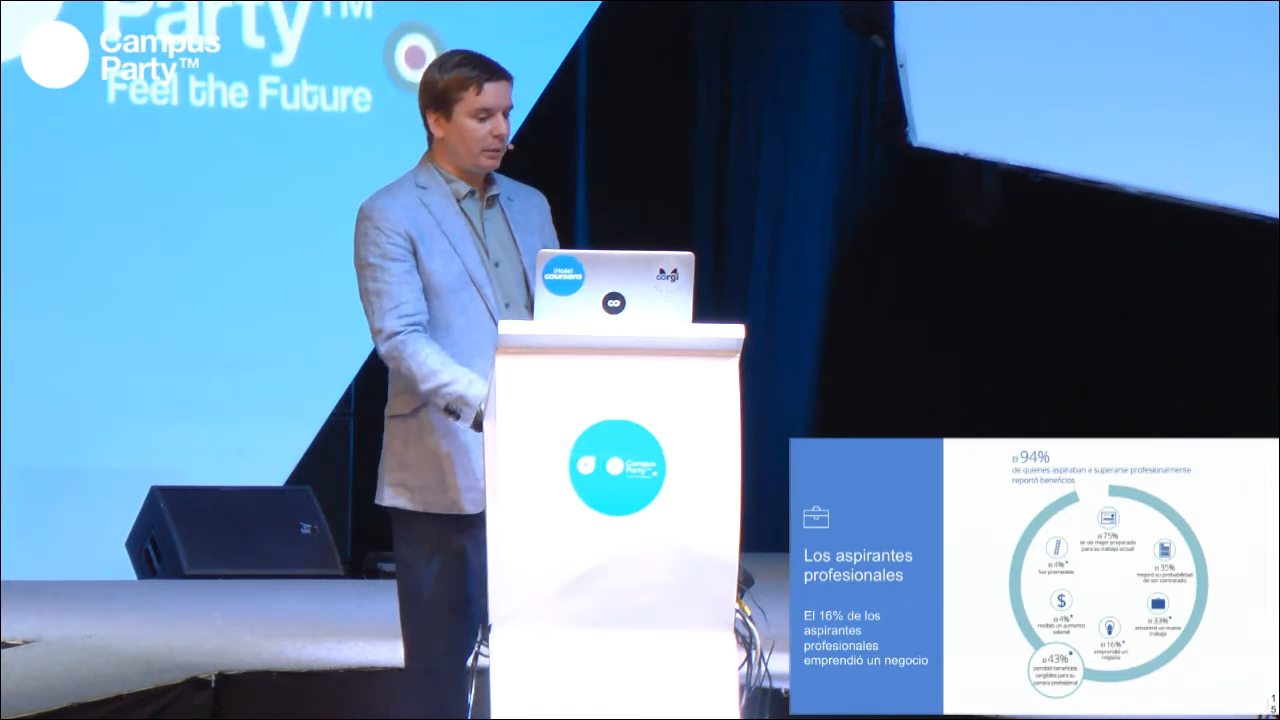 Party™
Feel the Future
Campus
Party™
¡Hola!
coursera
corgi
Campus
Party
Los aspirantes
profesionales
El 16% de los
aspirantes
profesionales
emprendió un negocio
El 94%
de quienes aspiraban a superarse profesionalmente
reportó beneficios
El 75%
se ve mejor preparado
para su trabajo actual
El 4%*
fue promovido
El 35%
mejoró su probabilidad
de ser contratado
El 4%*
recibió un aumento
salarial
El 33%*
encontró un nuevo
trabajo
El 16%*
emprendió un
negocio
El 43%*
percibió beneficios
tangibles para su
carrera profesional
15